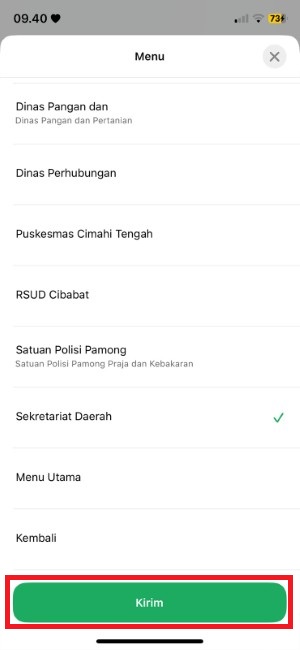 09.40
73
Menu
Dinas Pangan dan
Dinas Pangan dan Pertanian
Dinas Perhubungan
Puskesmas Cimahi Tengah
RSUD Cibabat
Satuan Polisi Pamong
Satuan Polisi Pamong Praja dan Kebakaran
Sekretariat Daerah
Menu Utama
Kembali
Kirim